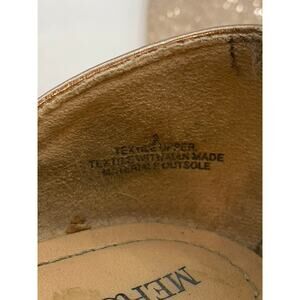 TEXTILE UPPER
TEXTILE WITH MAN MADE
MATERIALS OUTSOLE